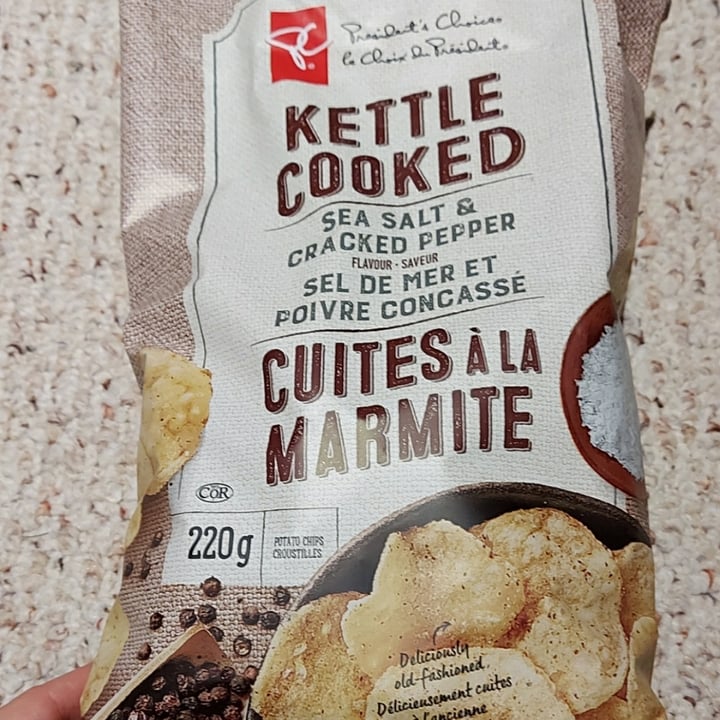 PC
President's Choice
le Choix du Président
KETTLE
COOKED
SEA SALT &
CRACKED PEPPER
FLAVOUR - SAVEUR
SEL DE MER ET
POIVRE CONCASSÉ
CUITES À LA
MARMITE
COR
220g
POTATO CHIPS
CROUSTILLES
Deliciously
old-fashioned
Délicieusement cuites
à l'ancienne